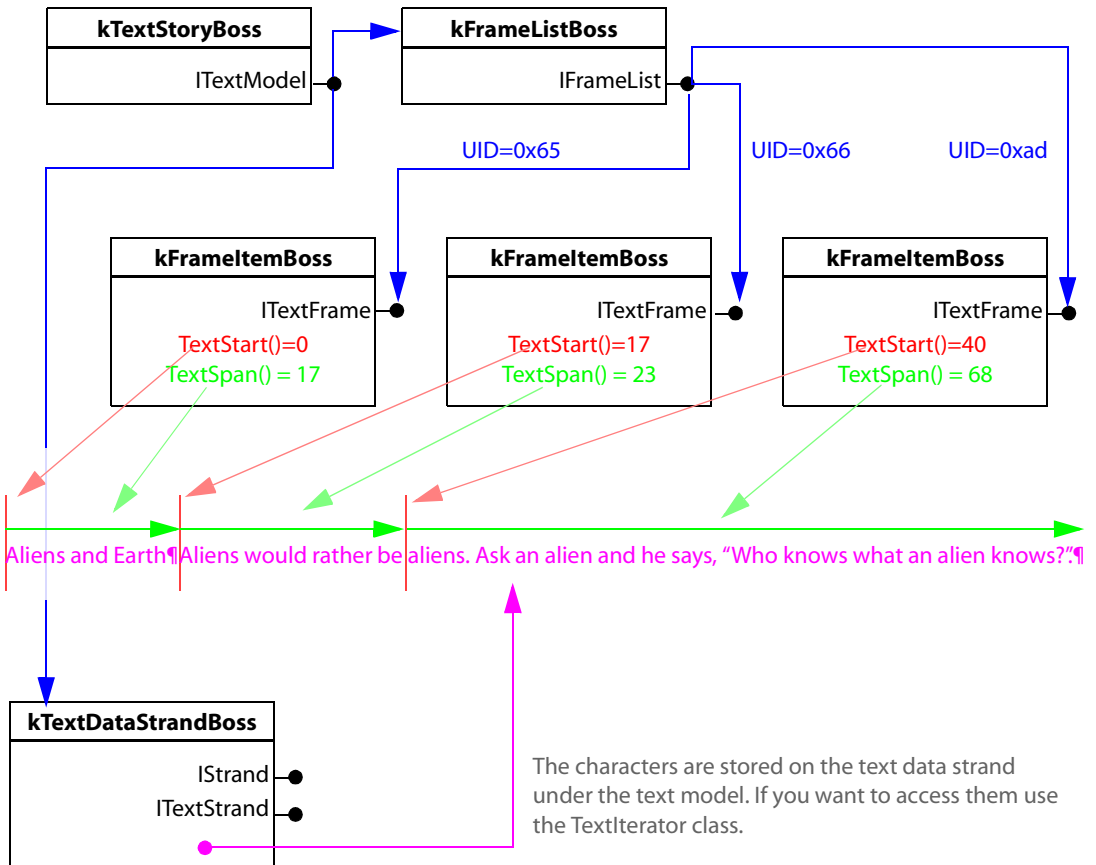 kTextStoryBoss
ITextModel
kFrameListBoss
IFrameList
UID=0x65
UID=0x66
UID=0xad
kFrameItemBoss
ITextFrame
TextStart()=0
TextSpan() = 17
kFrameItemBoss
ITextFrame
TextStart()=17
TextSpan() = 23
kFrameItemBoss
ITextFrame
TextStart()=40
TextSpan() = 68
Aliens and Earth¶Aliens would rather be aliens. Ask an alien and he says, “Who knows what an alien knows?”.¶
kTextDataStrandBoss
IStrand
ITextStrand
The characters are stored on the text data strand
under the text model. If you want to access them use
the TextIterator class.